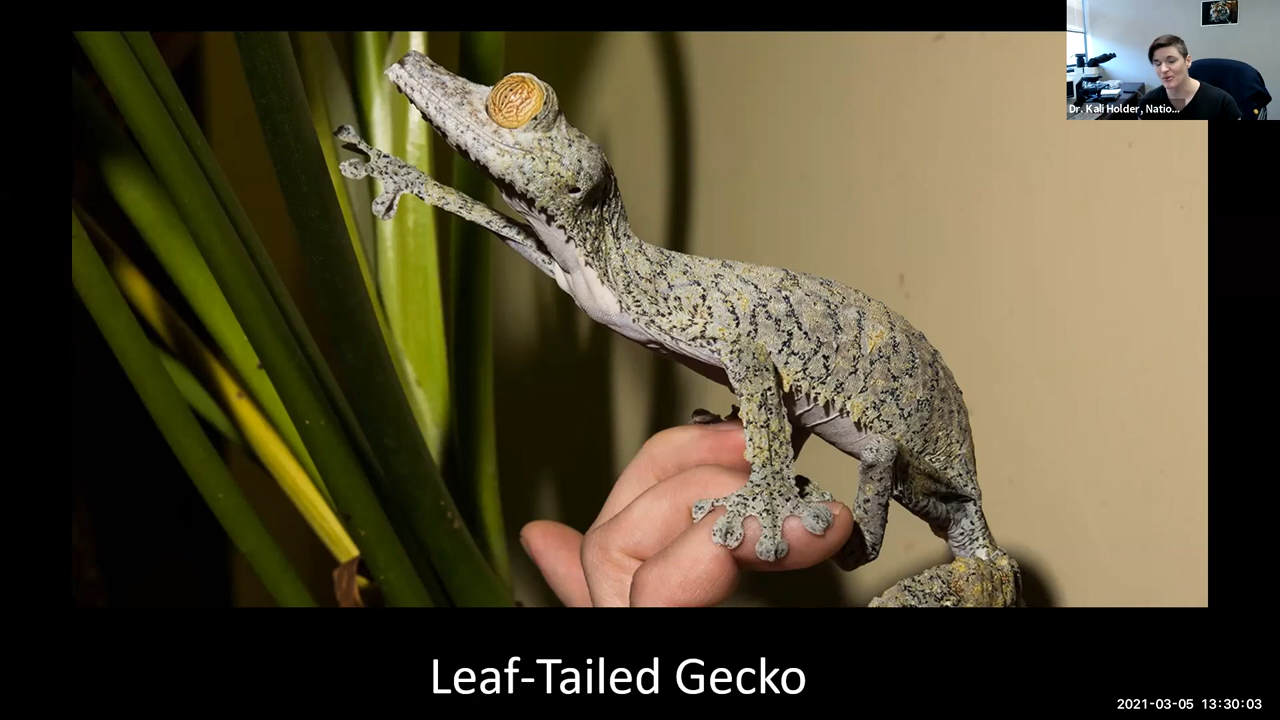 Dr. Kali Holder, Natio...
Leaf-Tailed Gecko
2021-03-05 13:30:03